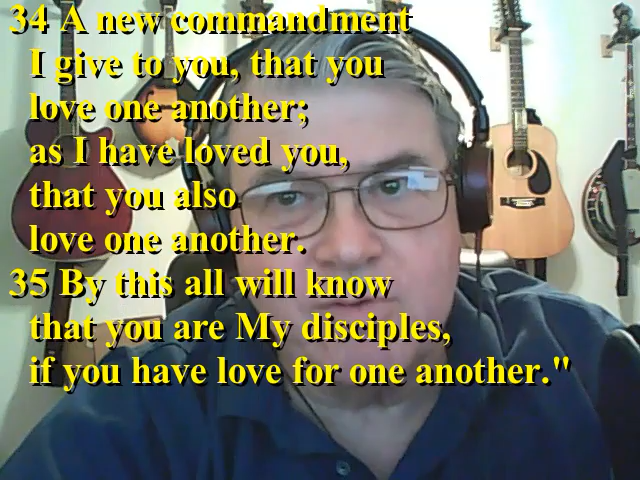 34 A new commandment
I give to you, that you
love one another;
as I have loved you,
that you also
love one another.
35 By this all will know
that you are My disciples,
if you have love for one another."